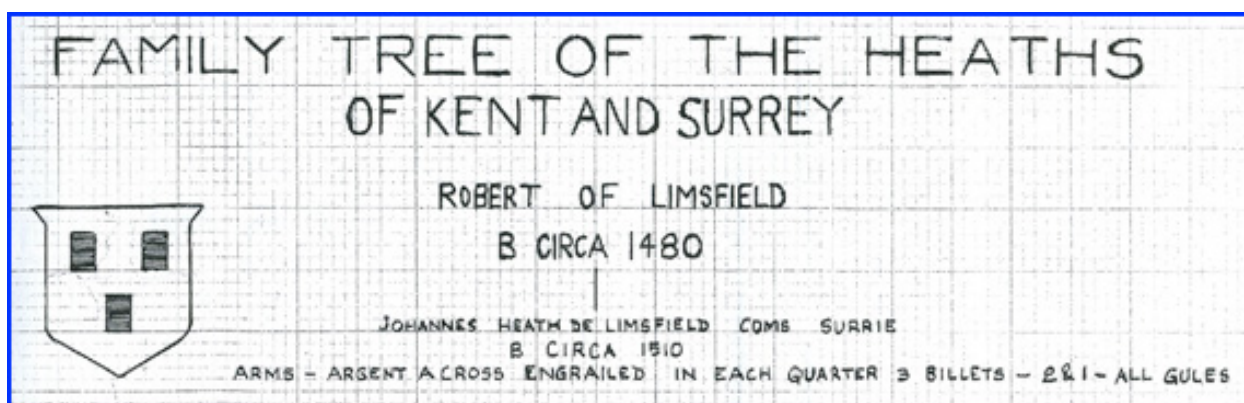 FAMILY TREE OF THE HEATHS
OF KENT AND SURREY
ROBERT OF LIMSFIELD
B CIRCA 1480
JOHANNES HEATH DE LIMSFIELD COMS SURRIE
B CIRCA 1510
ARMS - ARGENT A CROSS ENGRAILED IN EACH QUARTER 3 BILLETS - 2&1 - ALL GULES